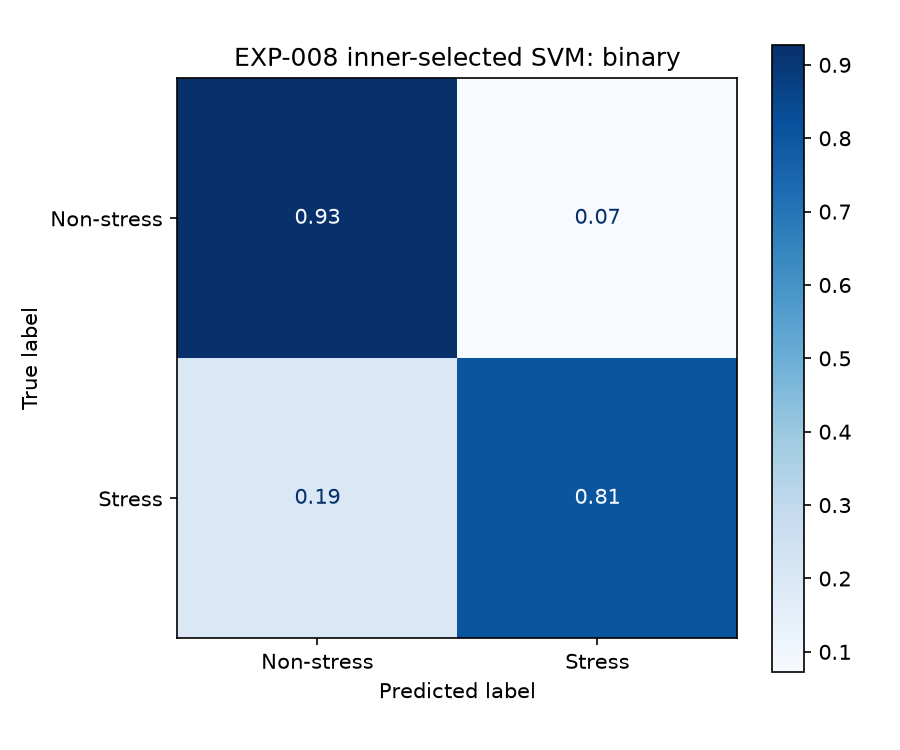 EXP-008 inner-selected SVM: binary
True label
Non-stress
0.93
0.07
Stress
0.19
0.81
Non-stress
Stress
Predicted label
0.9
0.8
0.7
0.6
0.5
0.4
0.3
0.2
0.1